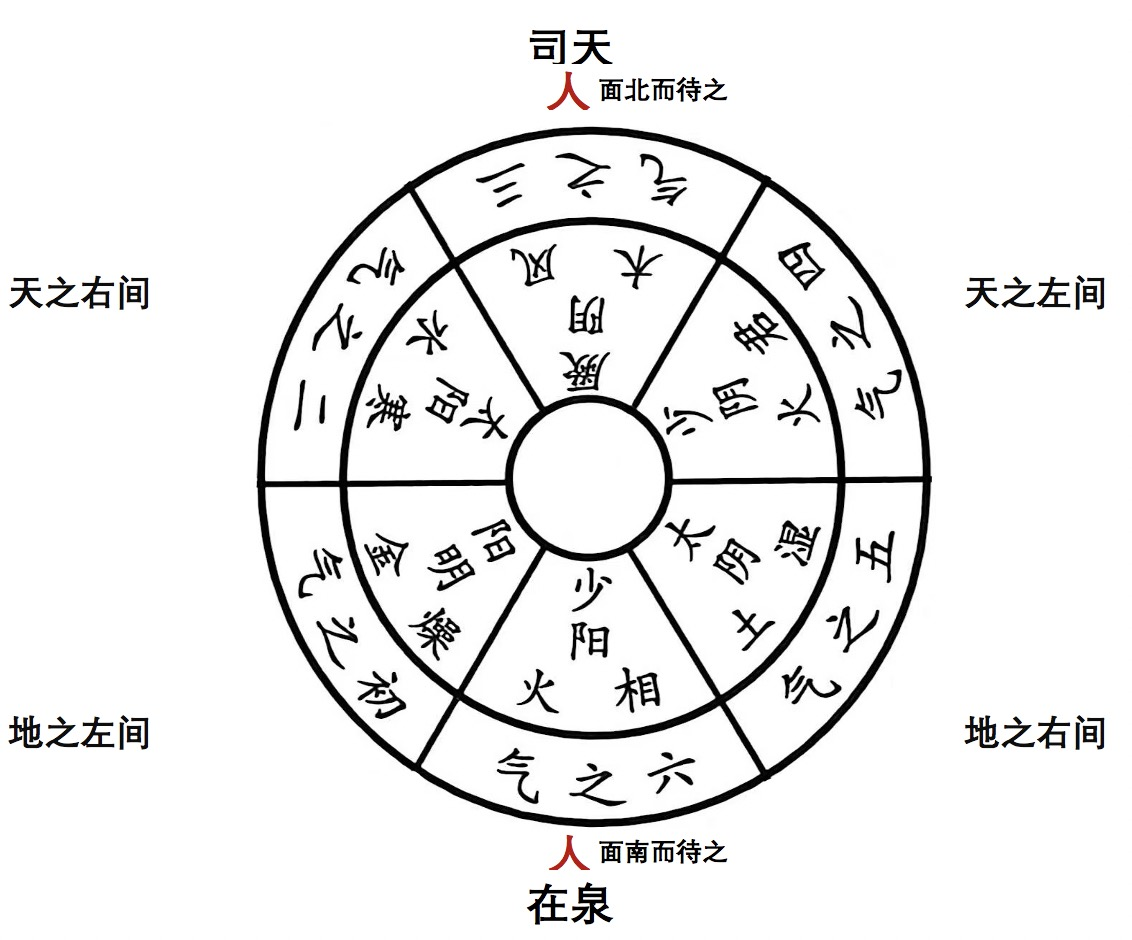 司天
人 面北而待之
三之气
厥阴风木
天之右间
二之气
太阳寒水
天之左间
四之气
少阴君火
地之左间
初之气
阳明燥金
地之右间
五之气
太阴湿土
六之气
少阳相火
人 面南而待之
在泉